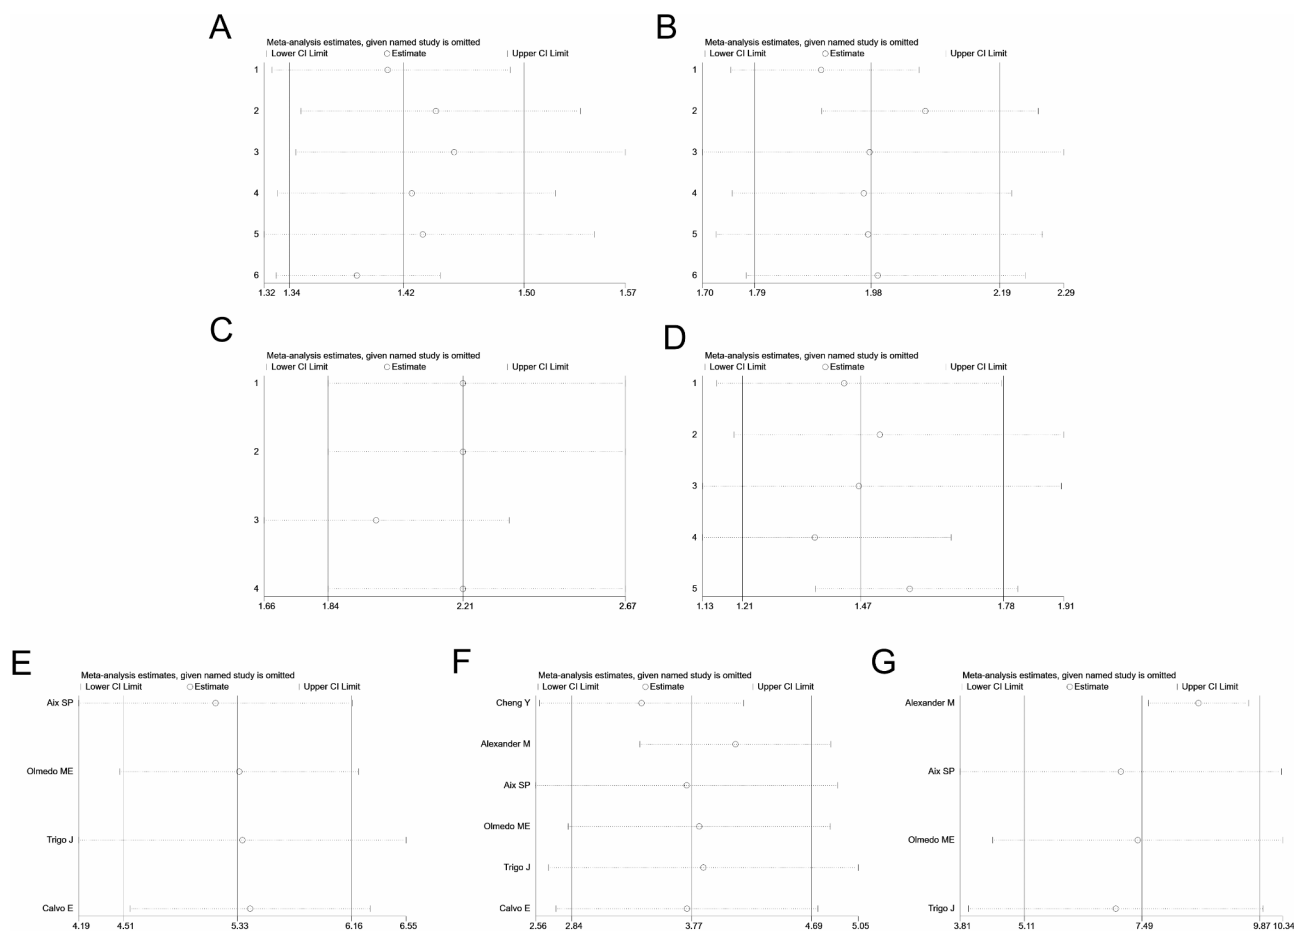 A
Meta-analysis estimates, given named study is omitted
Lower CI Limit Estimate Upper CI Limit
1
2
3
4
5
6
1.32 1.34 1.42 1.50 1.57
B
Meta-analysis estimates, given named study is omitted
Lower CI Limit Estimate Upper CI Limit
1
2
3
4
5
6
1.70 1.79 1.98 2.19 2.29
C
Meta-analysis estimates, given named study is omitted
Lower CI Limit Estimate Upper CI Limit
1
2
3
4
1.66 1.84 2.21 2.67
D
Meta-analysis estimates, given named study is omitted
Lower CI Limit Estimate Upper CI Limit
1
2
3
4
5
1.13 1.21 1.47 1.78 1.91
E
Meta-analysis estimates, given named study is omitted
Lower CI Limit Estimate Upper CI Limit
Aix SP
Olmedo ME
Trigo J
Calvo E
4.19 4.51 5.33 6.16 6.55
F
Meta-analysis estimates, given named study is omitted
Lower CI Limit Estimate Upper CI Limit
Cheng Y
Alexander M
Aix SP
Olmedo ME
Trigo J
Calvo E
2.56 2.84 3.77 4.69 5.05
G
Meta-analysis estimates, given named study is omitted
Lower CI Limit Estimate Upper CI Limit
Alexander M
Aix SP
Olmedo ME
Trigo J
3.81 5.11 7.49 9.87 10.34